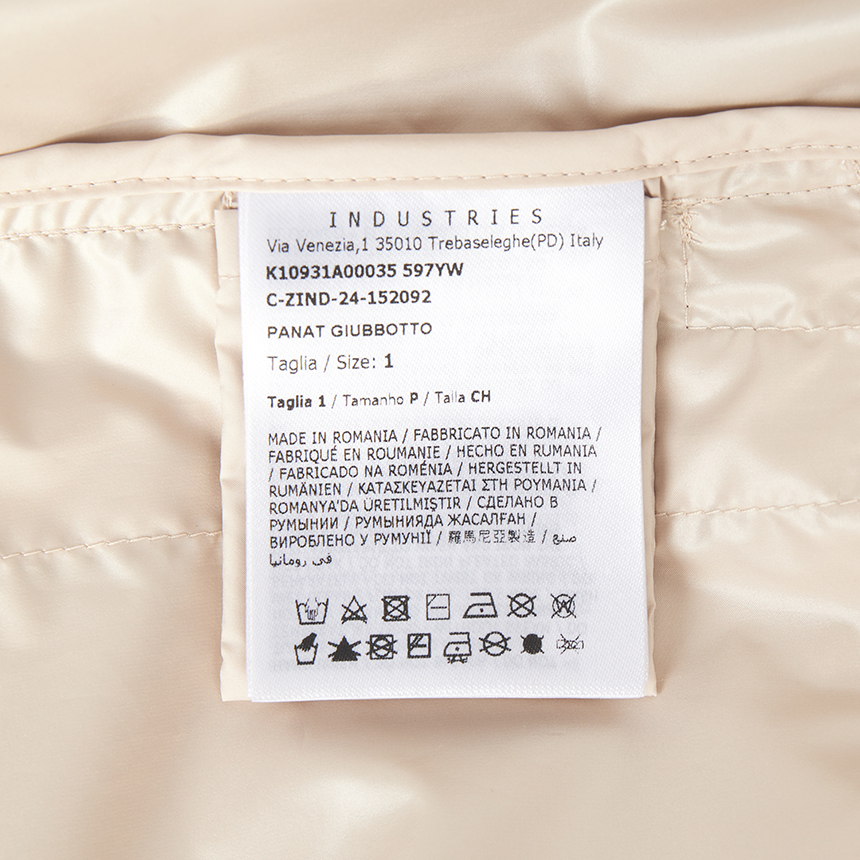 INDUSTRIES
Via Venezia,1 35010 Trebaseleghe(PD) Italy
K10931A00035 597YW
C-ZIND-24-152092
PANAT GIUBBOTTO
Taglia / Size: 1
Taglia 1 / Tamanho P / Talla CH
MADE IN ROMANIA / FABBRICATO IN ROMANIA /
FABRIQUÉ EN ROUMANIE / HECHO EN RUMANIA
/ FABRICADO NA ROMÉNIA / HERGESTELLT IN
RUMÄNIEN / ΚΑΤΑΣΚΕΥΑΖΕΤΑΙ ΣΤΗ ΡΟΥΜΑΝΙΑ /
ROMANYA'DA ÜRETILMIŞTIR / СДЕЛАНО В
РУМЫНИИ / РУМЫНИЯДА ЖАСАЛҒАН /
ВИРОБЛЕНО У РУМУНІЇ / 羅馬尼亞製造 / صنع
في رومانيا